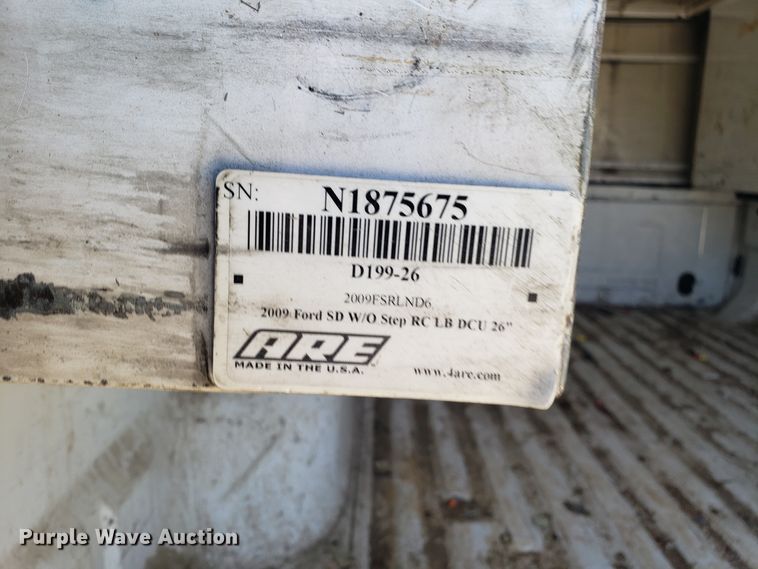 SN: N1875675
D199-26
2009FSRLND6
2009 Ford SD W/O Step RC LB DCU 26"
ARE
MADE IN THE U.S.A.
www.4are.com
Purple Wave Auction